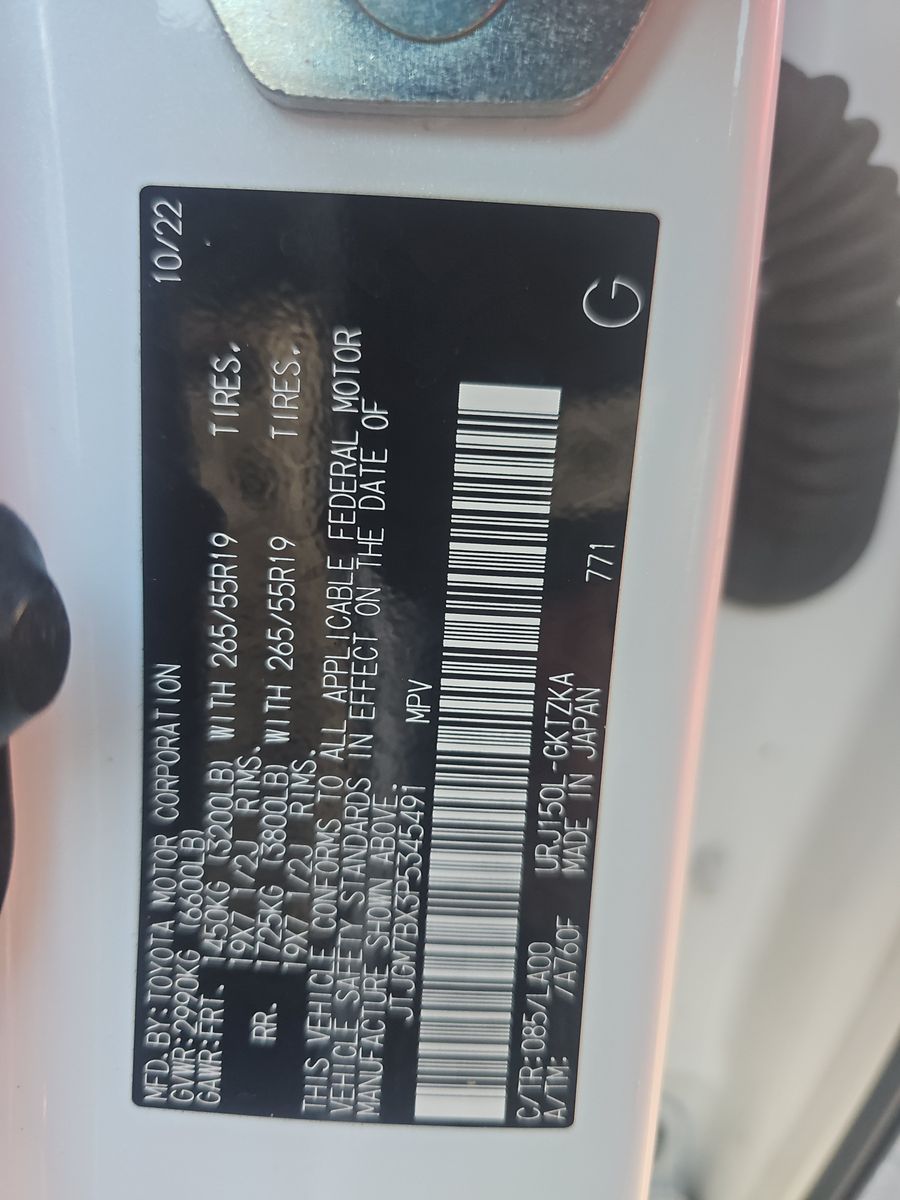 MFD.BY:TOYOTA MOTOR CORPORATION 10/22
GVWR:2990KG (6600LB)
GAWR:FRT. 1450KG (3200LB) WITH 265/55R19 TIRES,
19X7 1/2J RIMS.
RR. 1725KG (3800LB) WITH 265/55R19 TIRES,
19X7 1/2J RIMS.
THIS VEHICLE CONFORMS TO ALL APPLICABLE FEDERAL MOTOR
VEHICLE SAFETY STANDARDS IN EFFECT ON THE DATE OF
MANUFACTURE SHOWN ABOVE.
JTJGM7BX5P5345491 MPV
C/TR:085/LA00 URJ150L-GKTZKA
A/TM: /A760F MADE IN JAPAN 771
G